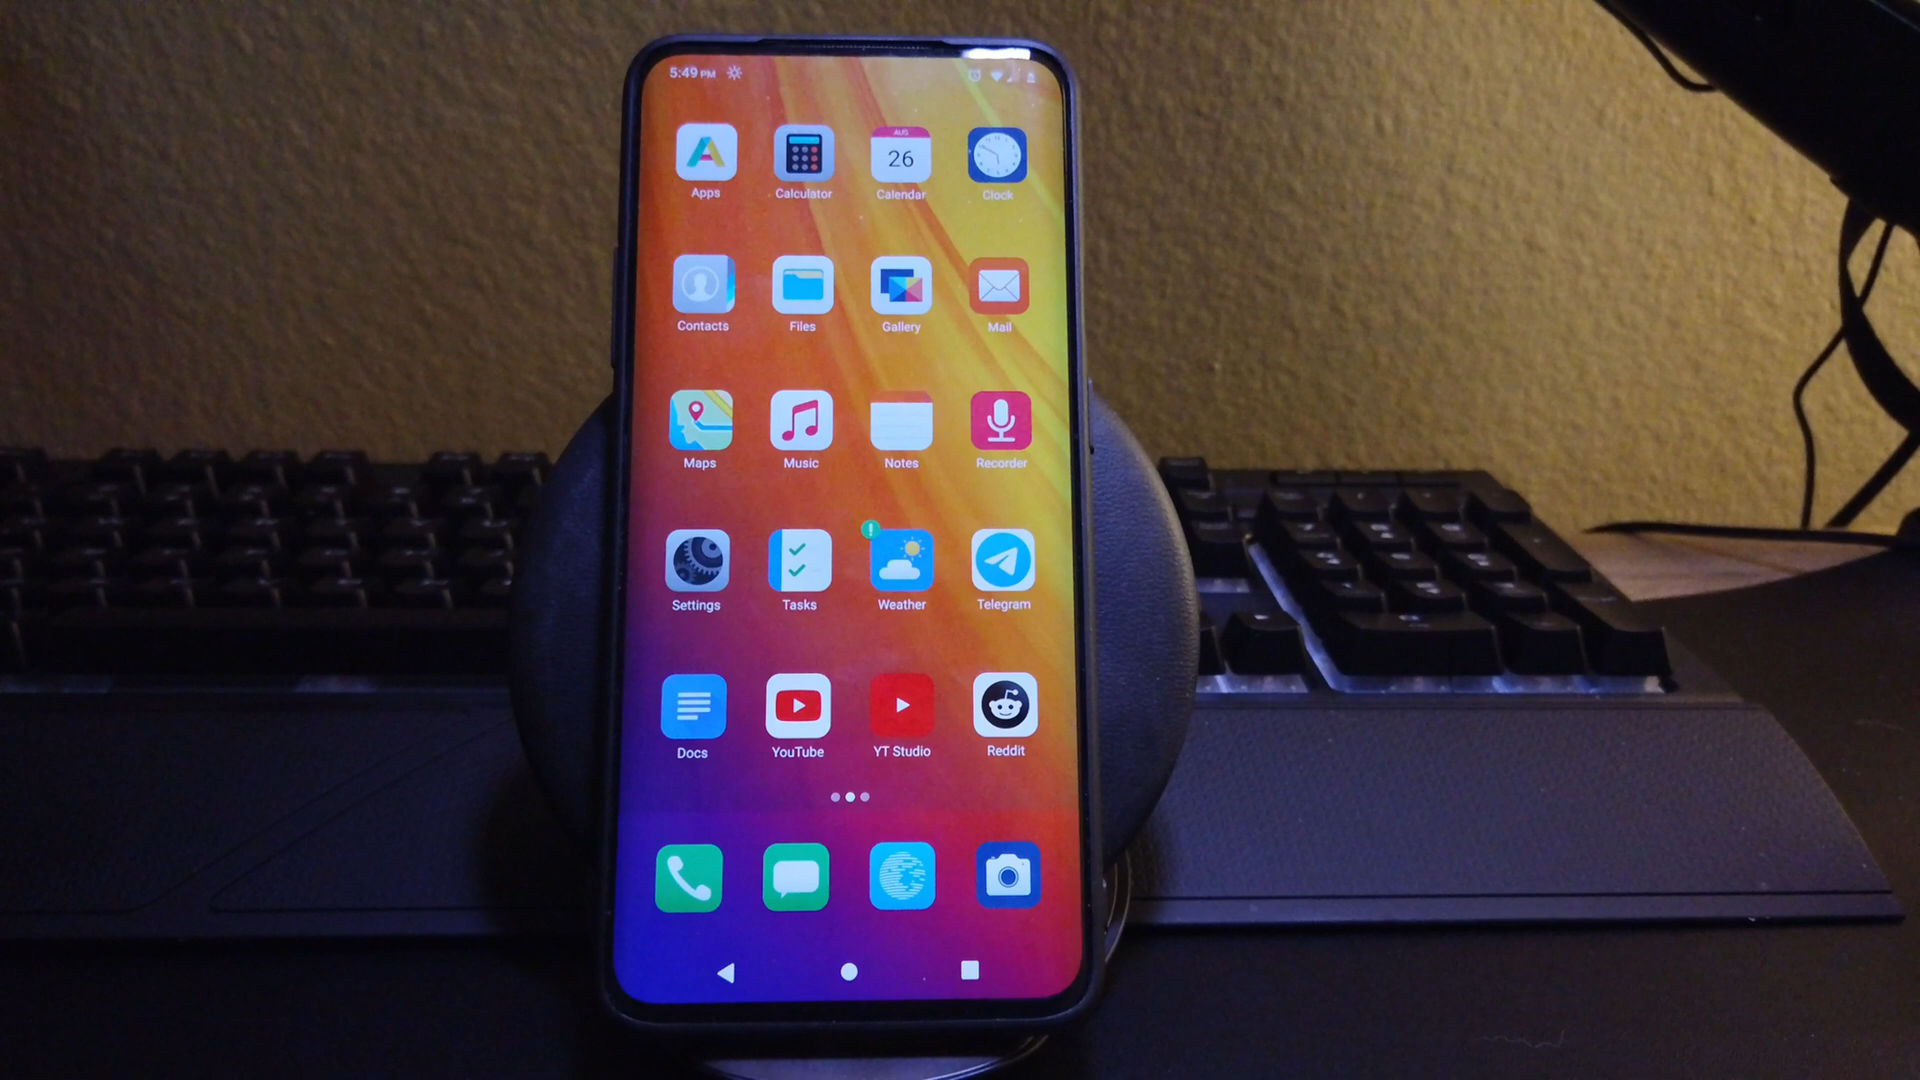 5:49 PM
Apps
Calculator
AUG
26
Calendar
Clock
Contacts
Files
Gallery
Mail
Maps
Music
Notes
Recorder
!
Settings
Tasks
Weather
Telegram
Docs
YouTube
YT Studio
Reddit